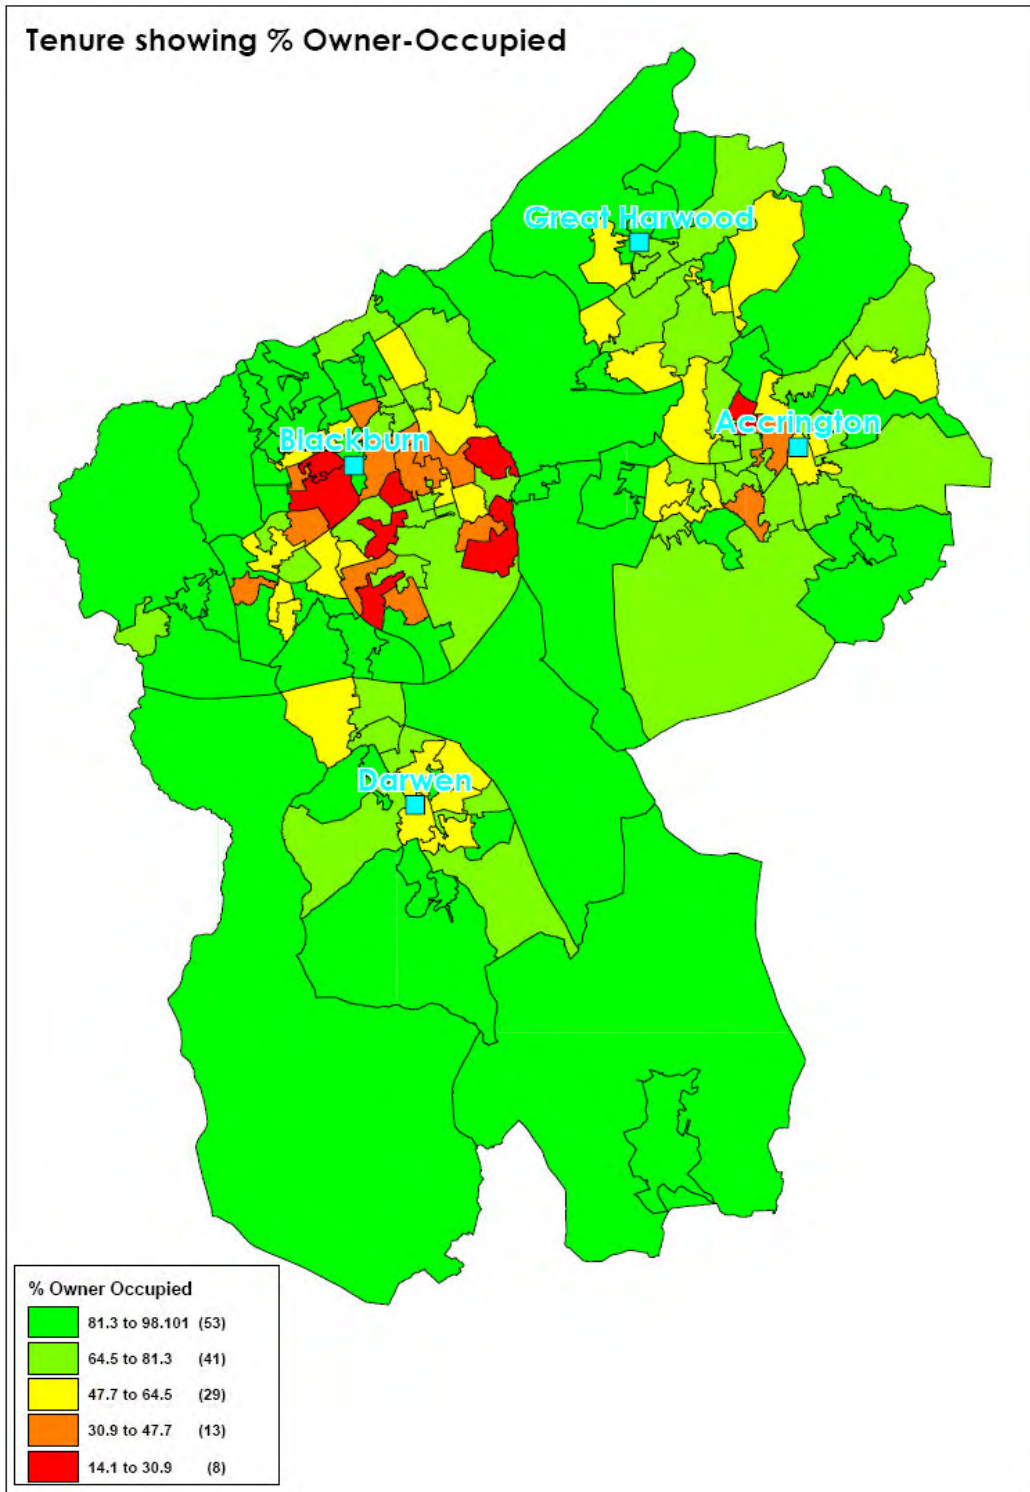 Tenure showing % Owner-Occupied
Great Harwood
Accrington
Blackburn
Darwen
% Owner Occupied
81.3 to 98.101 (53)
64.5 to 81.3 (41)
47.7 to 64.5 (29)
30.9 to 47.7 (13)
14.1 to 30.9 (8)